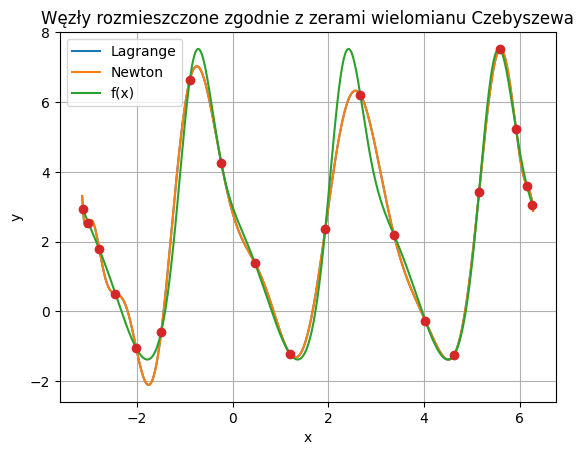 Węzły rozmieszczone zgodnie z zerami wielomianu Czebyszewa
Lagrange
Newton
f(x)
8
6
4
2
0
−2
y
−2
0
2
4
6
x